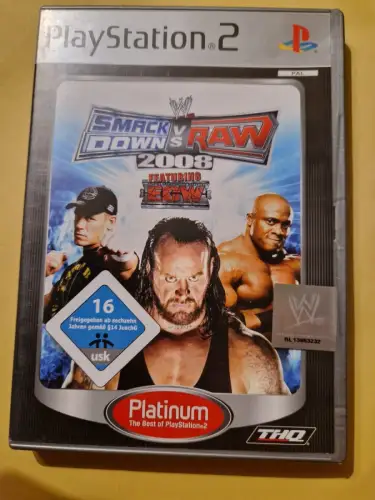 PlayStation®2
PAL
SMACK
DOWN
VS
RAW
2008
FEATURING
ECW
16
Freigegeben ab sechzehn
Jahren gemäß §14 JuschG
usk
W
Platinum
The Best of PlayStation®2
THQ